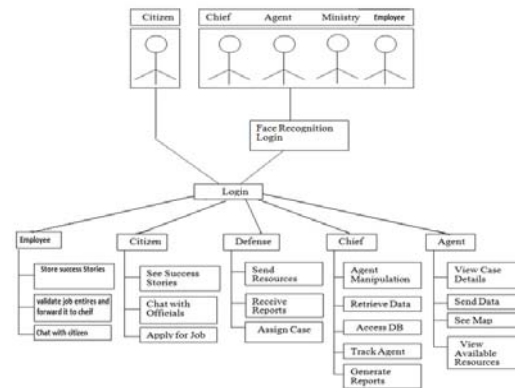 Citizen
Chief Agent Ministry Employee
Face Recognition
Login
Login
Employee
Citizen
Defense
Chief
Agent
Store success Stories
validate job entires and
forward it to cheif
Chat with citizen
See Success
Stories
Chat with
Officials
Apply for Job
Send
Resources
Receive
Reports
Assign Case
Agent
Manipulation
Retrieve Data
Access DB
Track Agent
Generate
Reports
View Case
Details
Send Data
See Map
View
Available
Resources